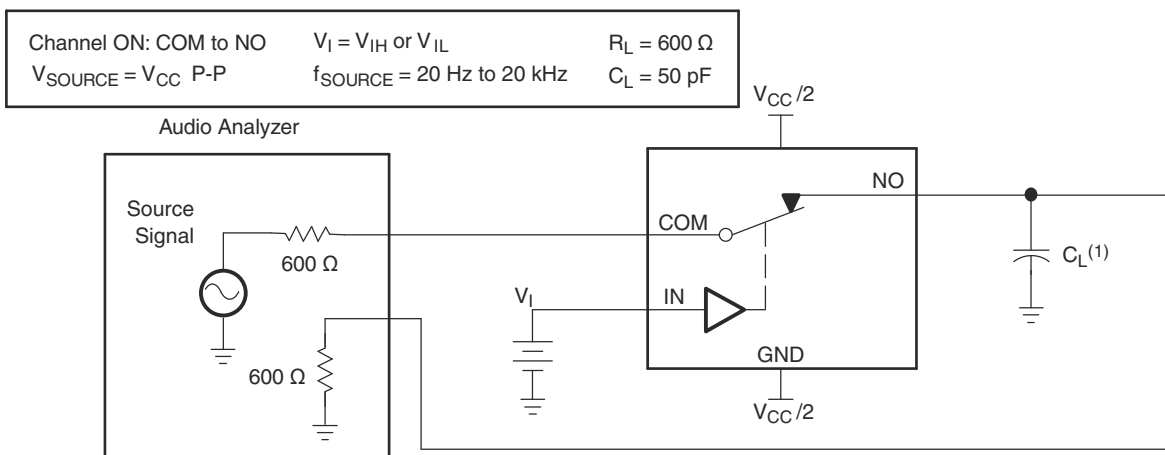 Channel ON: COM to NO V_I = V_IH or V_IL R_L = 600 Ω
V_SOURCE = V_CC P-P f_SOURCE = 20 Hz to 20 kHz C_L = 50 pF
V_CC/2
Audio Analyzer
NO
Source
Signal
COM
600 Ω
C_L(1)
V_I
IN
GND
600 Ω
V_CC/2